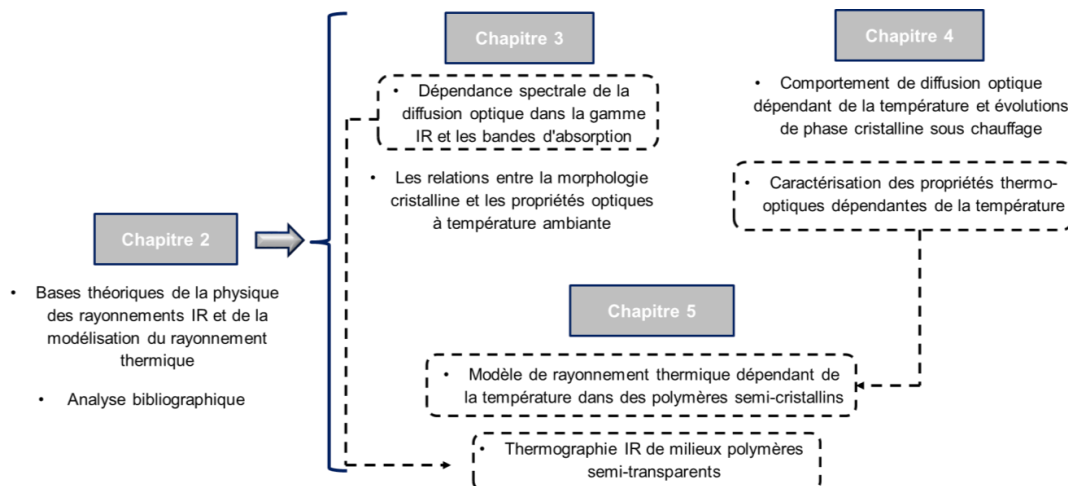 Chapitre 2
• Bases théoriques de la physique
des rayonnements IR et de la
modélisation du rayonnement
thermique
• Analyse bibliographique
Chapitre 3
• Dépendance spectrale de la
diffusion optique dans la gamme
IR et les bandes d'absorption
• Les relations entre la morphologie
cristalline et les propriétés optiques
à température ambiante
Chapitre 4
• Comportement de diffusion optique
dépendant de la température et évolutions
de phase cristalline sous chauffage
• Caractérisation des propriétés thermo-
optiques dépendantes de la température
Chapitre 5
• Modèle de rayonnement thermique dépendant de
la température dans des polymères semi-cristallins
• Thermographie IR de milieux polymères
semi-transparents